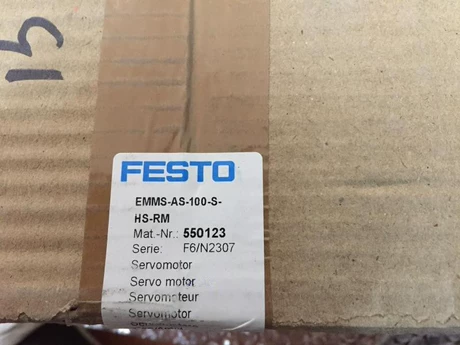 15
FESTO
EMMS-AS-100-S-
HS-RM
Mat.-Nr.: 550123
Serie: F6/N2307
Servomotor
Servo motor
Servomoteur
Servomotor